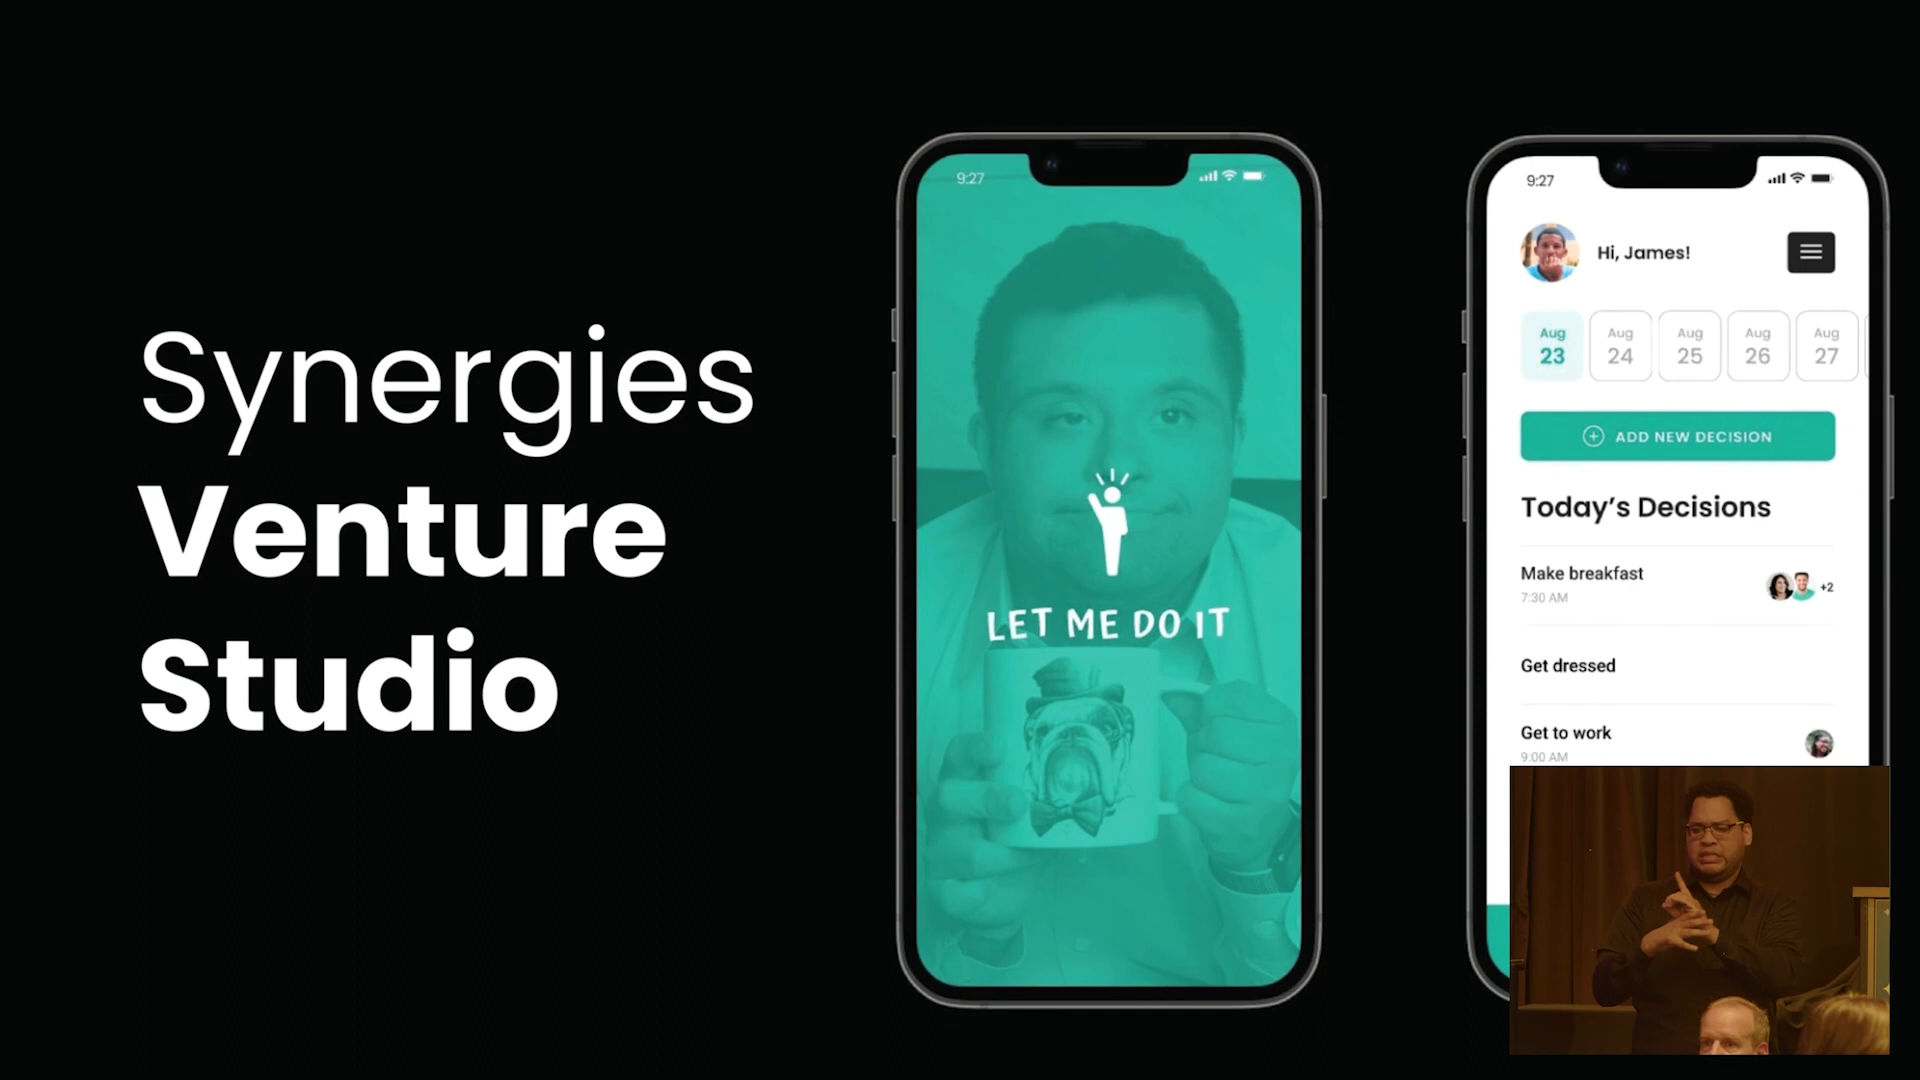 Synergies
Venture
Studio
9:27
LET ME DO IT
9:27
Hi, James!
Aug 23
Aug 24
Aug 25
Aug 26
Aug 27
ADD NEW DECISION
Today's Decisions
Make breakfast
7:30 AM
+2
Get dressed
Get to work
9:00 AM